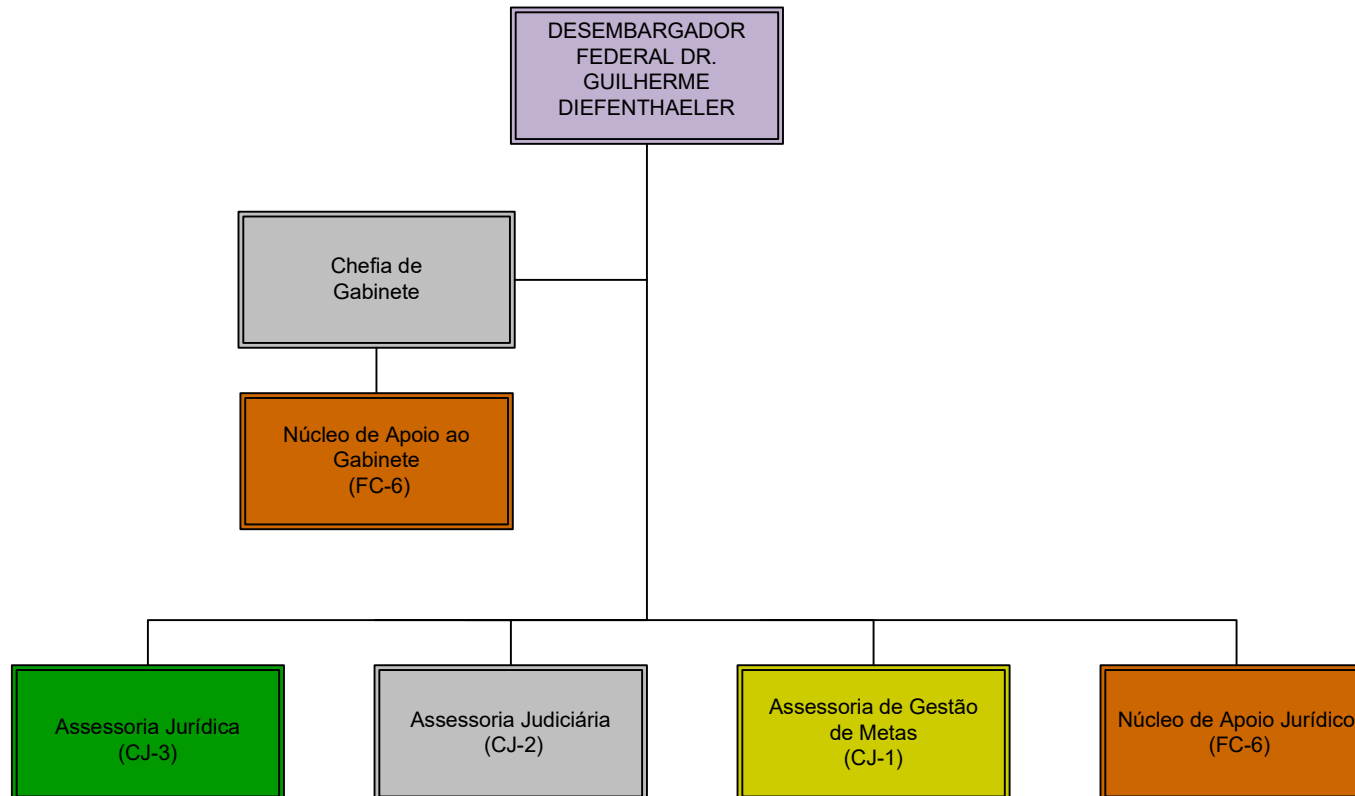 DESEMBARGADOR
FEDERAL DR.
GUILHERME
DIEFENTHAELER
Chefia de
Gabinete
Núcleo de Apoio ao
Gabinete
(FC-6)
Assessoria Jurídica
(CJ-3)
Assessoria Judiciária
(CJ-2)
Assessoria de Gestão
de Metas
(CJ-1)
Núcleo de Apoio Jurídico
(FC-6)